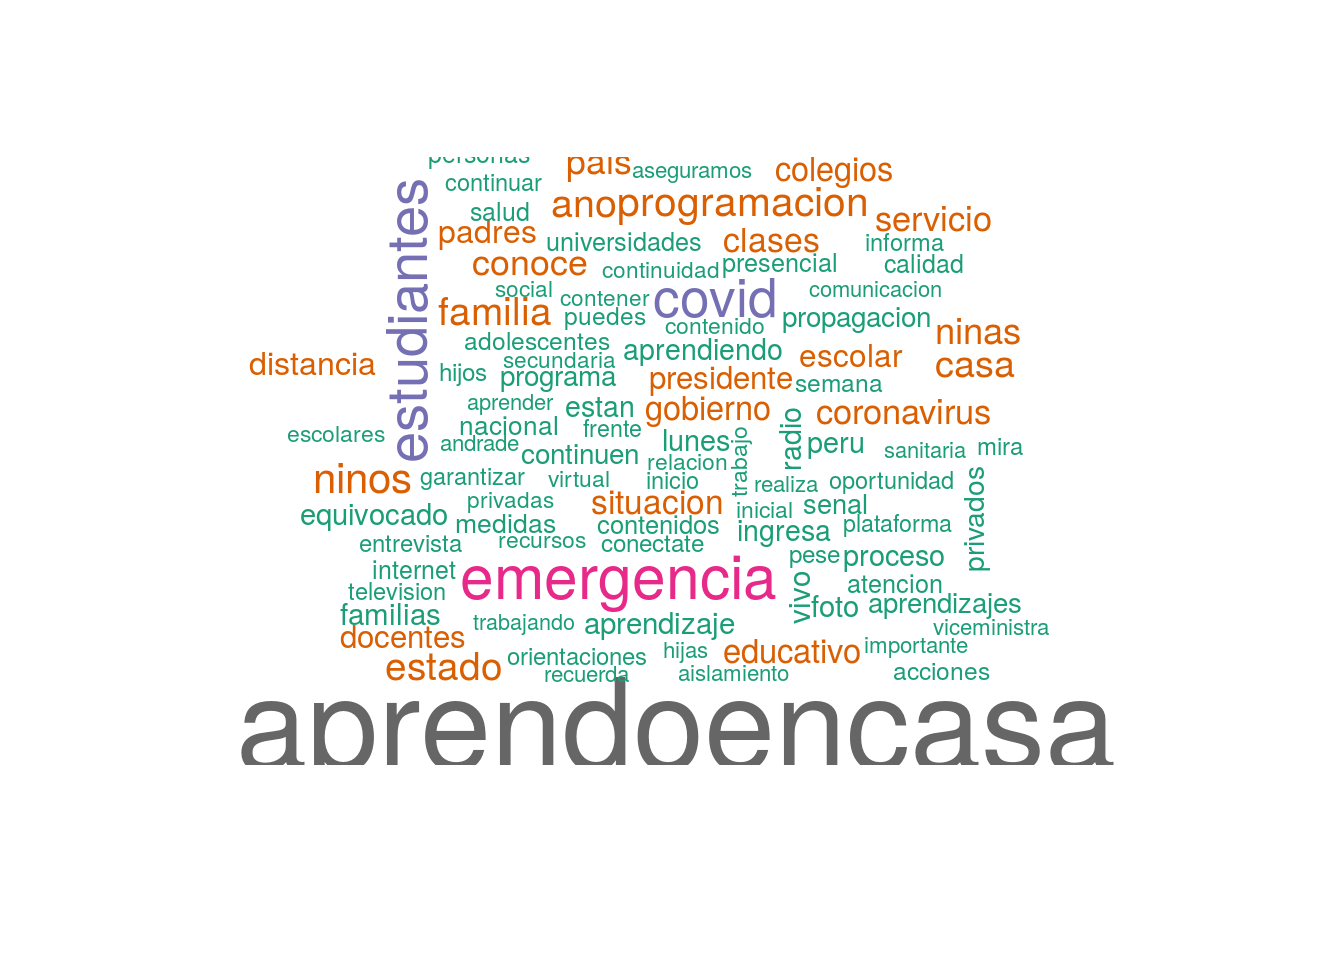 personas
pais
aseguramos
colegios
continuar
ano
programacion
salud
servicio
padres
universidades
clases
informa
estudiantes
conoce
continuidad
presencial
calidad
social
contener
covid
comunicacion
familia
puedes
contenido
propagacion
ninas
adolescentes
aprendiendo
escolar
casa
distancia
secundaria
hijos
programa
presidente
semana
aprender
estan
gobierno
coronavirus
escolares
nacional
frente
andrade
lunes
radio
peru
continuen
relacion
trabajo
sanitaria
mira
ninos
garantizar
virtual
inicio
realiza
oportunidad
privadas
situacion
inicial
senal
privados
equivocado
medidas
contenidos
ingresa
plataforma
entrevista
recursos
conectate
pese
proceso
internet
emergencia
atencion
television
vivo
foto
aprendizajes
familias
trabajando
aprendizaje
viceministra
docentes
orientaciones
hijas
educativo
importante
estado
recuerda
aislamiento
acciones
aprendoencasa